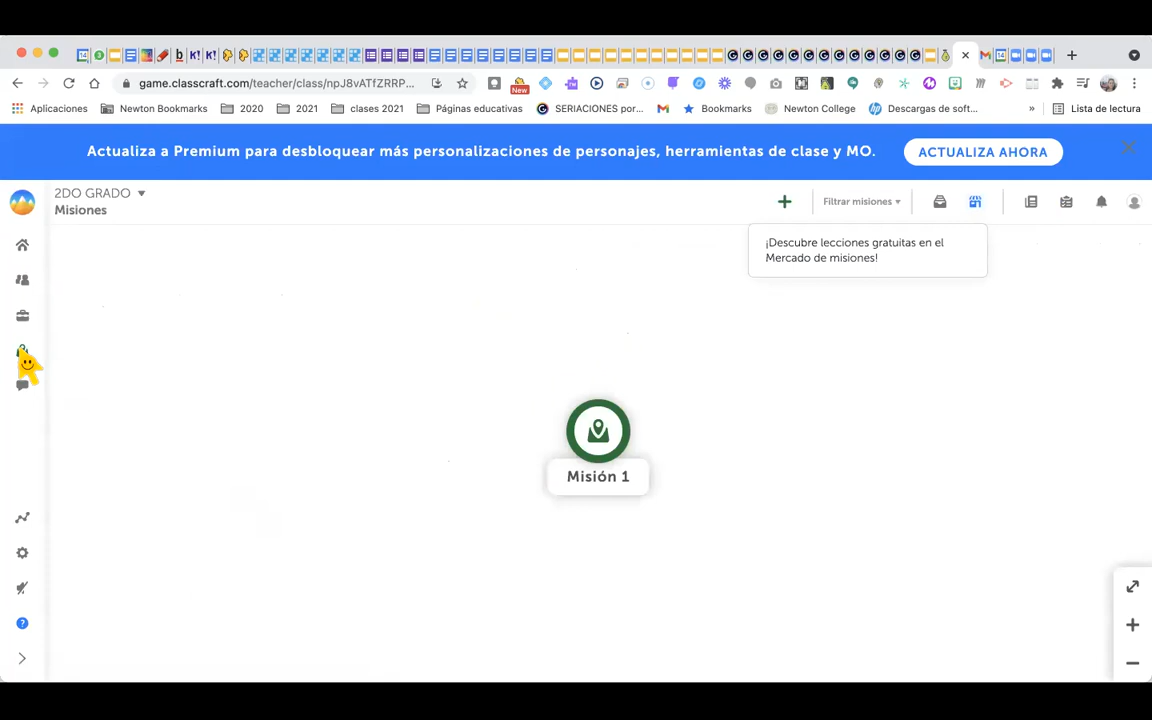 game.classcraft.com/teacher/class/npJ8vATfZRRP...
New
Aplicaciones
Newton Bookmarks
2020
2021
clases 2021
Páginas educativas
SERIACIONES por...
Bookmarks
Newton College
Descargas de soft...
»
Lista de lectura
Actualiza a Premium para desbloquear más personalizaciones de personajes, herramientas de clase y MO.
ACTUALIZA AHORA
2DO GRADO
Misiones
Filtrar misiones
¡Descubre lecciones gratuitas en el
Mercado de misiones!
Misión 1